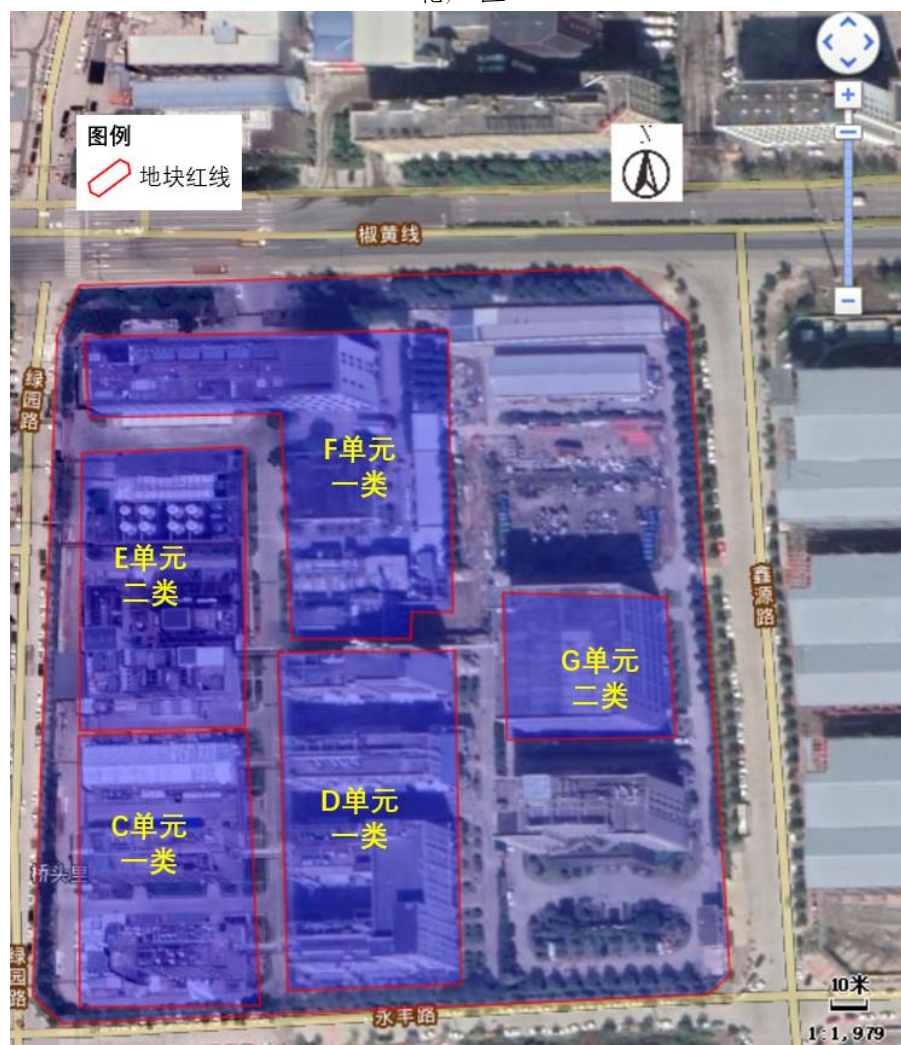 图例
地块红线
N
椒黄线
绿园路
F单元
一类
E单元
二类
鑫源路
G单元
二类
D单元
一类
C单元
一类
桥头里
绿园路
10米
永丰路
1:1,979